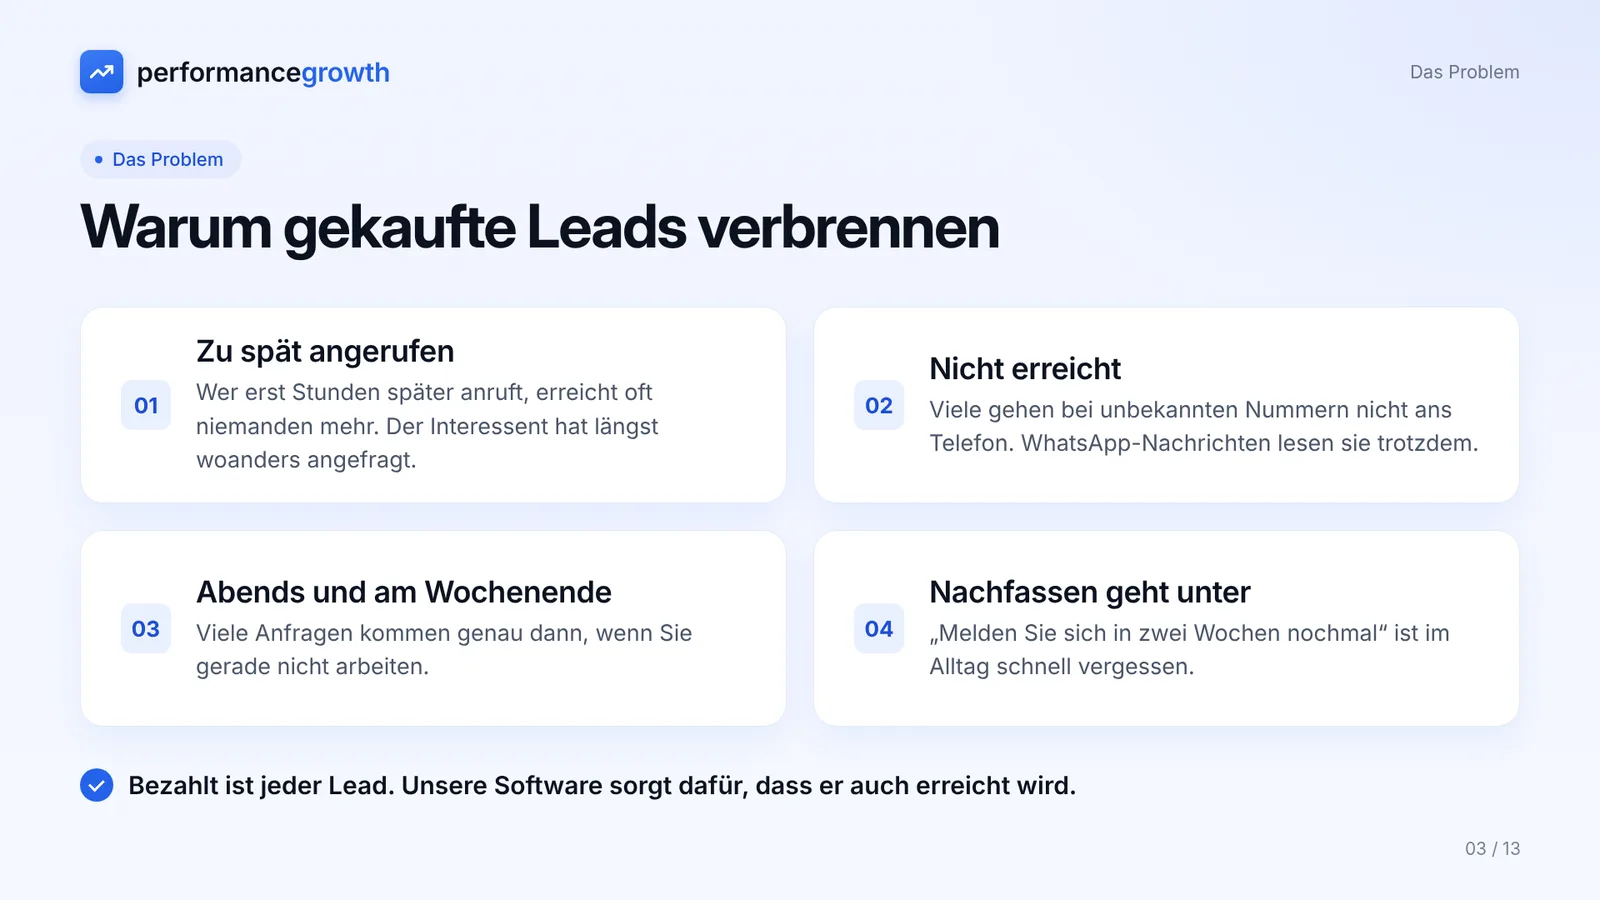 performancegrowth
Das Problem
Das Problem
Warum gekaufte Leads verbrennen
01
Zu spät angerufen
Wer erst Stunden später anruft, erreicht oft
niemanden mehr. Der Interessent hat längst
woanders angefragt.
02
Nicht erreicht
Viele gehen bei unbekannten Nummern nicht ans
Telefon. WhatsApp-Nachrichten lesen sie trotzdem.
03
Abends und am Wochenende
Viele Anfragen kommen genau dann, wenn Sie
gerade nicht arbeiten.
04
Nachfassen geht unter
„Melden Sie sich in zwei Wochen nochmal“ ist im
Alltag schnell vergessen.
Bezahlt ist jeder Lead. Unsere Software sorgt dafür, dass er auch erreicht wird.
03 / 13